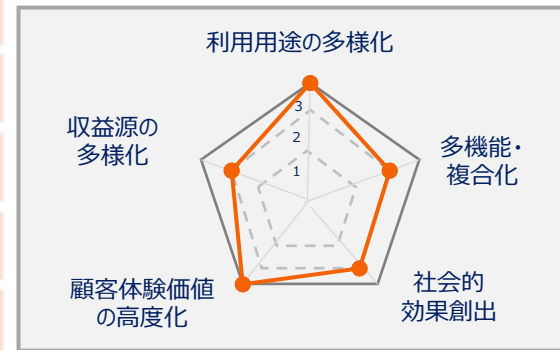 利用用途の多様化
収益源の
多様化
3
2
1
多機能・
複合化
顧客体験価値
の高度化
社会的
効果創出